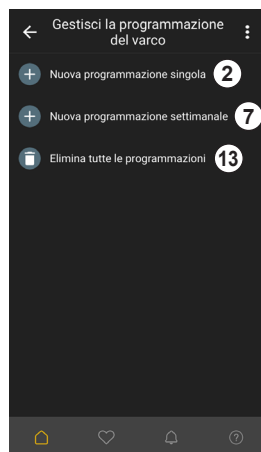 Gestisci la programmazione
del varco
Nuova programmazione singola 2
Nuova programmazione settimanale 7
Elimina tutte le programmazioni 13
?